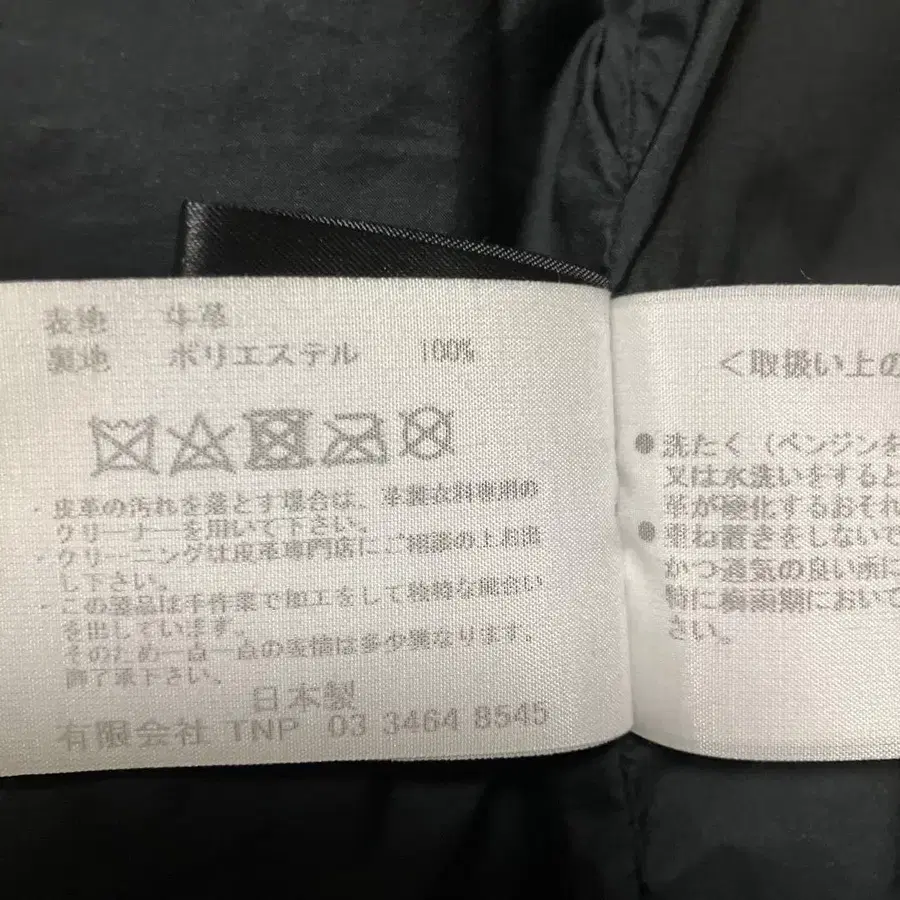 表地 牛革
裏地 ポリエステル 100%
・皮革の汚れを落とす場合は、革製衣料専用の
クリーナーを用いて下さい。
・クリーニングは皮革専門店にご相談の上お出
し下さい。
・この製品は手作業で加工をして独特な風合い
を出しています。
そのため一点一点の表情は多少異なります。
御了承下さい。
日本製
有限会社 TNP 03 3464 8545
<取扱い上の
●洗たく（ベンジンを
又は水洗いをすると
革が硬化するおそれ
●重ね置きをしないで
かつ通気の良い所に
特に梅雨期において
さい。